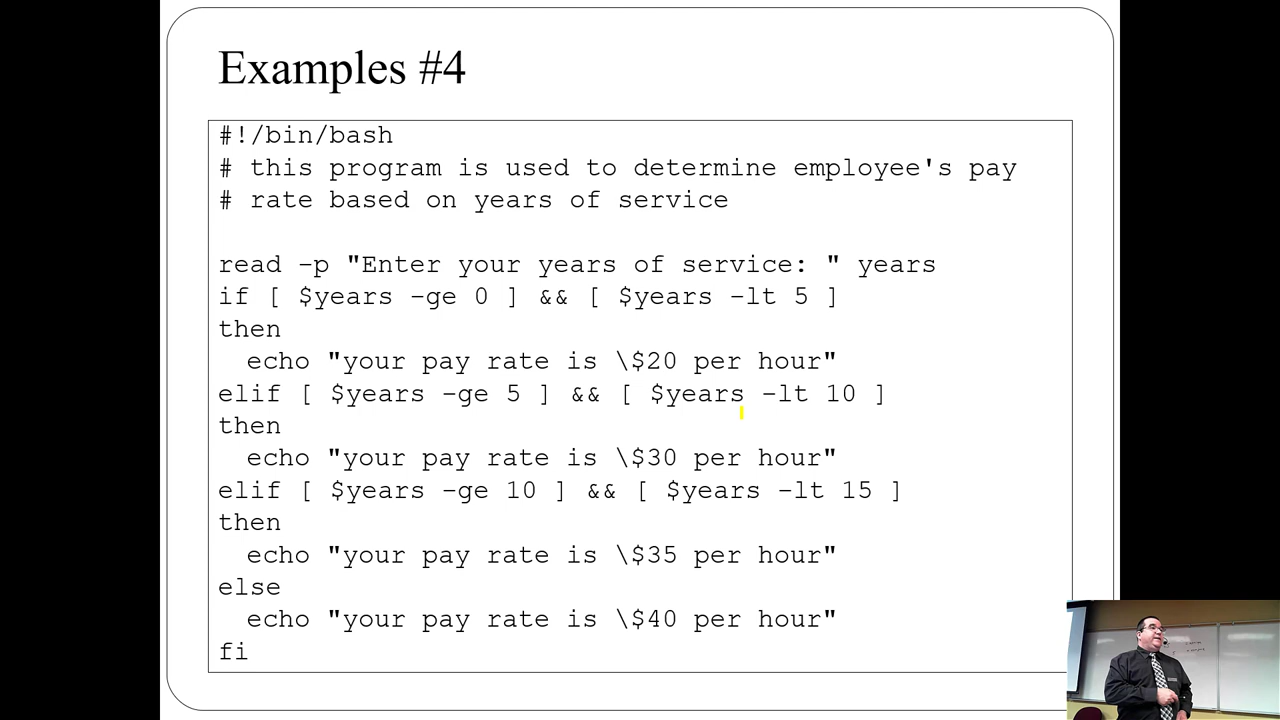 Examples #4
#!/bin/bash
# this program is used to determine employee's pay
# rate based on years of service
read –p "Enter your years of service: " years
if [ $years –ge 0 ] && [ $years –lt 5 ]
then
echo "your pay rate is \$20 per hour"
elif [ $years –ge 5 ] && [ $years –lt 10 ]
then
echo "your pay rate is \$30 per hour"
elif [ $years –ge 10 ] && [ $years –lt 15 ]
then
echo "your pay rate is \$35 per hour"
else
echo "your pay rate is \$40 per hour"
fi